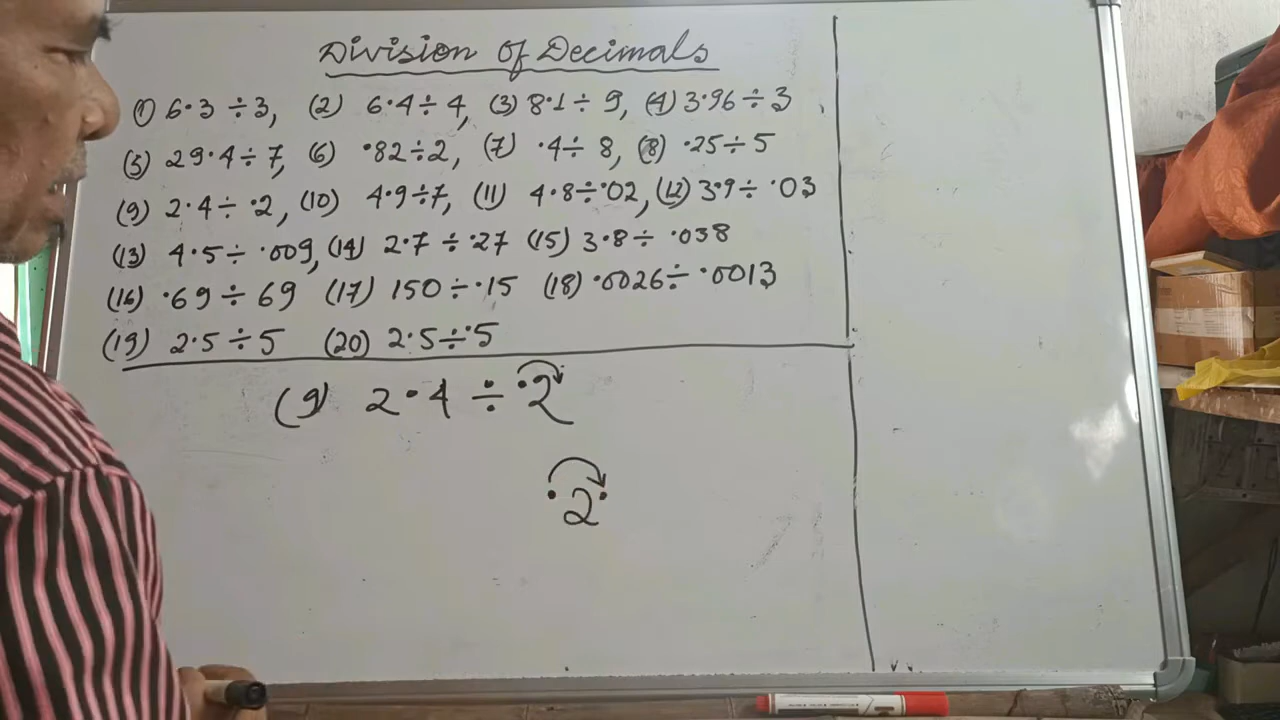 Division of Decimals
(1) 6·3 ÷ 3, (2) 6·4 ÷ 4, (3) 8·1 ÷ 9, (4) 3·96 ÷ 3
(5) 29·4 ÷ 7, (6) ·82 ÷ 2, (7) ·4 ÷ 8, (8) ·25 ÷ 5
(9) 2·4 ÷ ·2, (10) 4·9 ÷ 7, (11) 4·8 ÷ ·02, (12) 3·9 ÷ ·03
(13) 4·5 ÷ ·009, (14) 2·7 ÷ ·27 (15) 3·8 ÷ ·038
(16) ·69 ÷ 69 (17) 150 ÷ ·15 (18) ·0026 ÷ ·0013
(19) 2·5 ÷ 5 (20) 2·5 ÷ ·5
(9) 2·4 ÷ ·2
·2·